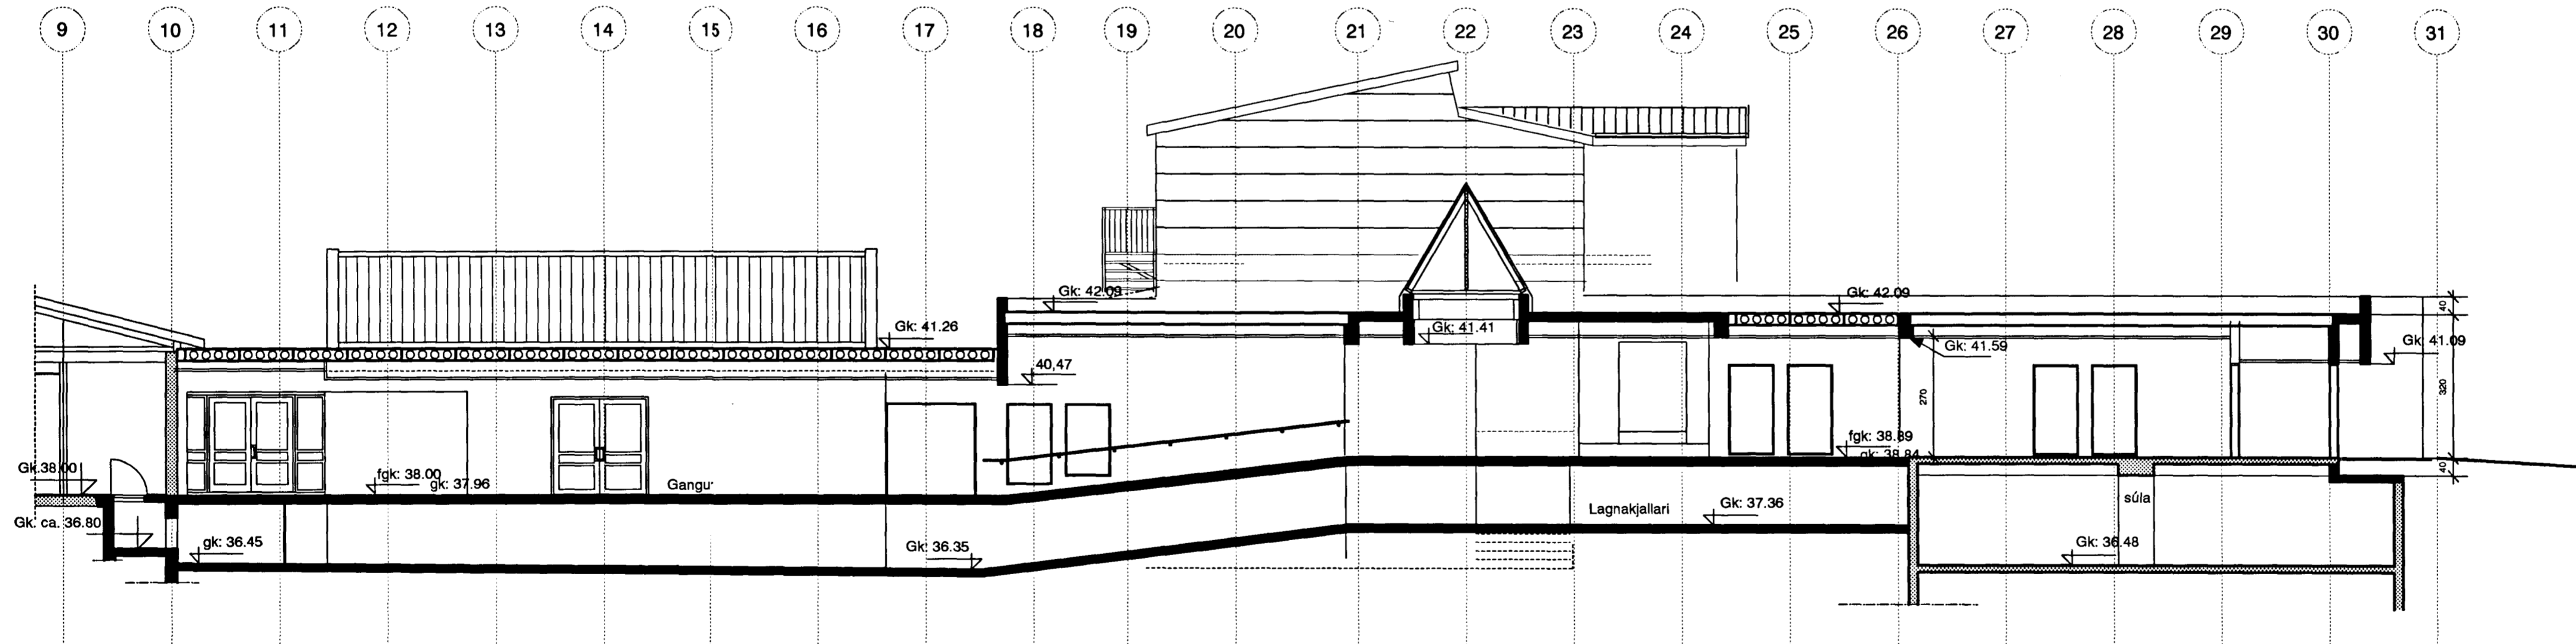 9 10 11 12 13 14 15 16 17 18 19 20 21 22 23 24 25 26 27 28 29 30 31
Gk: 42.09
Gk: 42.09
40
Gk: 41.26
Gk: 41.41
Gk: 41.59
Gk: 41.09
40,47
270
320
fgk: 38.89
gk: 38.84
Gk.38.00
fgk: 38.00
gk: 37.96
Gangur
40
súla
Lagnakjallari
Gk: 37.36
Gk: ca. 36.80
gk: 36.45
Gk: 36.35
Gk: 36.48